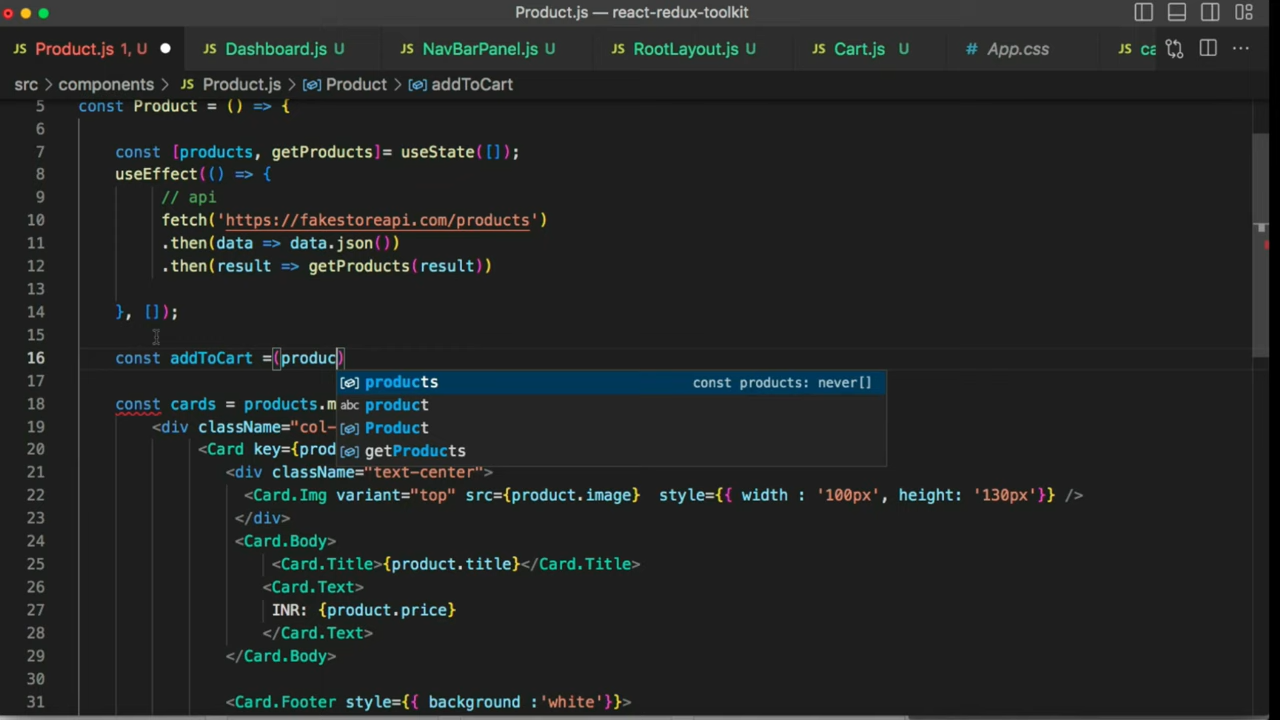 Product.js — react-redux-toolkit
JS Product.js 1, U JS Dashboard.js U JS NavBarPanel.js U JS RootLayout.js U JS Cart.js U # App.css JS ca ···
src > components > JS Product.js > Product > addToCart
5 const Product = () => {
6
7 const [products, getProducts]= useState([]);
8 useEffect(() => {
9 // api
10 fetch('https://fakestoreapi.com/products')
11 .then(data => data.json())
12 .then(result => getProducts(result))
13
14 }, []);
15
16 const addToCart =(produc)
17 products const products: never[]
18 const cards = products.m abc product
19 <div className="col- Product
20 <Card key={prod getProducts
21 <div className="text-center">
22 <Card.Img variant="top" src={product.image} style={{ width : '100px', height: '130px'}} />
23 </div>
24 <Card.Body>
25 <Card.Title>{product.title}</Card.Title>
26 <Card.Text>
27 INR: {product.price}
28 </Card.Text>
29 </Card.Body>
30
31 <Card.Footer style={{ background :'white'}}>